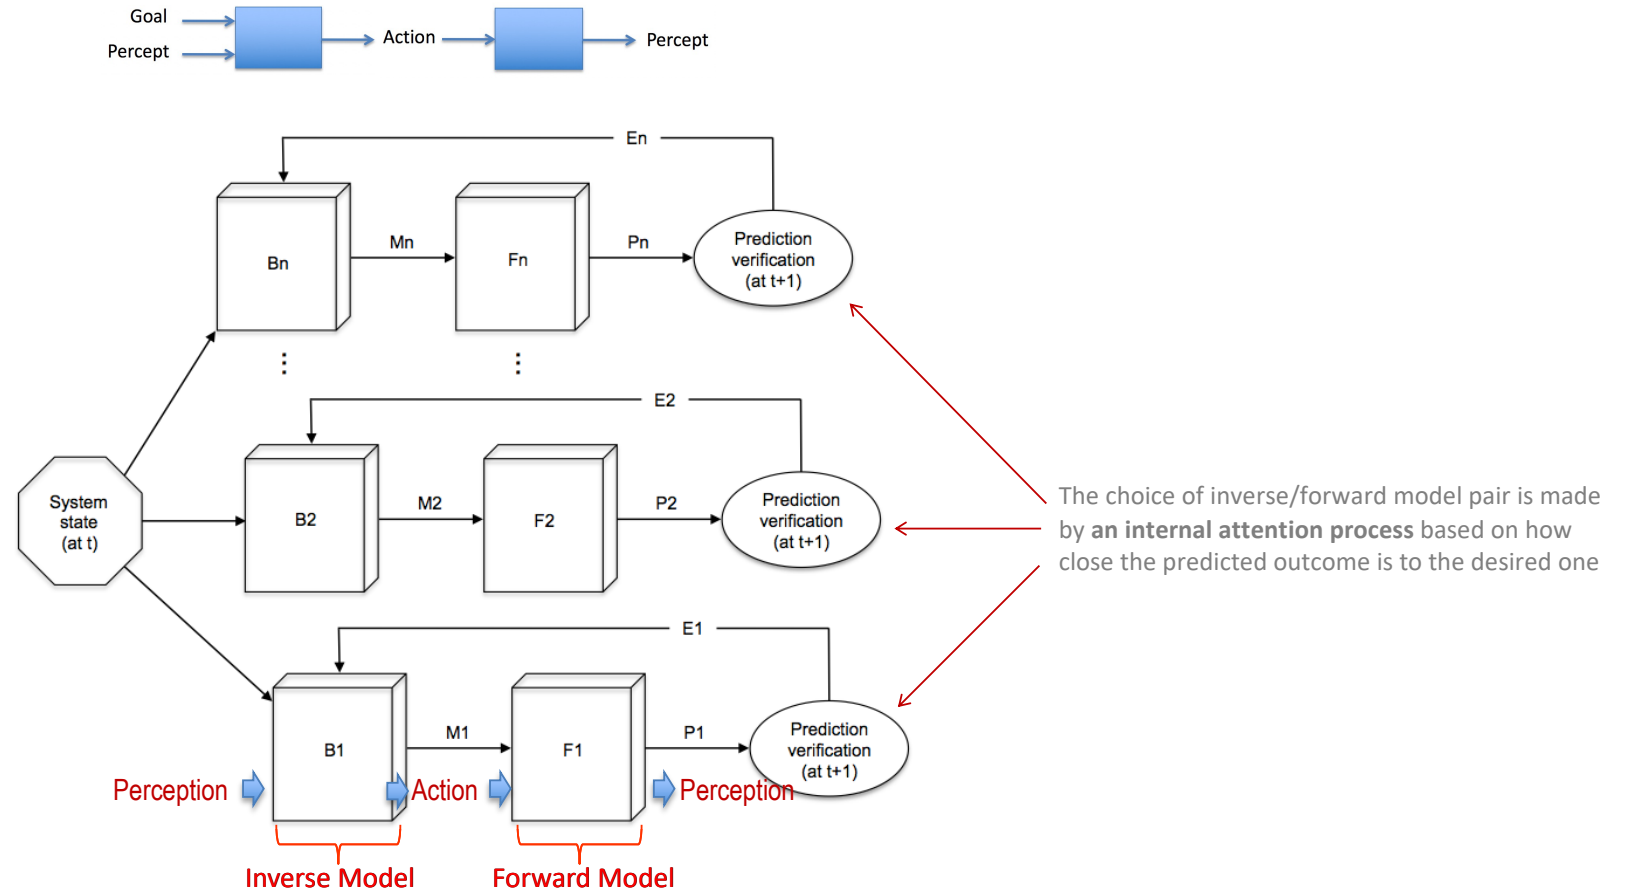 Goal
Percept
Action
Percept
En
Bn
Mn
Fn
Pn
Prediction
verification
(at t+1)
⋮
⋮
E2
System
state
(at t)
B2
M2
F2
P2
Prediction
verification
(at t+1)
The choice of inverse/forward model pair is made
by an internal attention process based on how
close the predicted outcome is to the desired one
E1
B1
M1
F1
P1
Prediction
verification
(at t+1)
Perception
Action
Perception
Inverse Model
Forward Model